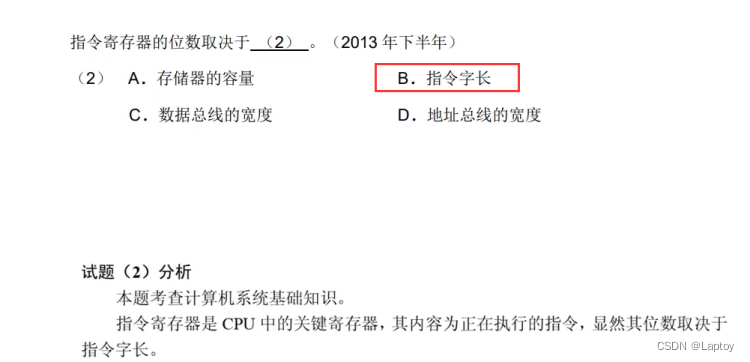 指令寄存器的位数取决于 （2） 。（2013 年下半年）
（2） A．存储器的容量 B．指令字长
C．数据总线的宽度 D．地址总线的宽度
试题（2）分析
本题考查计算机系统基础知识。
指令寄存器是 CPU 中的关键寄存器，其内容为正在执行的指令，显然其位数取决于
指令字长。
CSDN @Laptoy